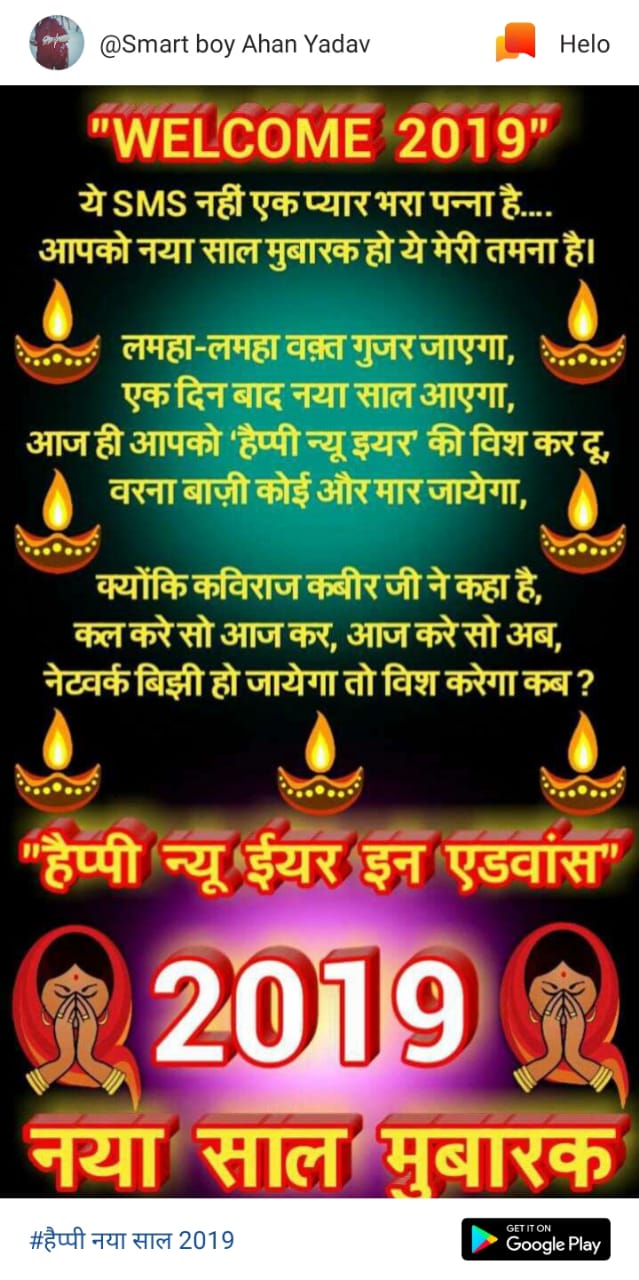 @Smart boy Ahan Yadav
Helo
"WELCOME 2019"
ये SMS नहीं एक प्यार भरा पन्ना है....
आपको नया साल मुबारक हो ये मेरी तमना है।
लमहा-लमहा वक़्त गुजर जाएगा,
एक दिन बाद नया साल आएगा,
आज ही आपको 'हैप्पी न्यू इयर' की विश कर दू,
वरना बाज़ी कोई और मार जायेगा,
क्योंकि कविराज कबीर जी ने कहा है,
कल करे सो आज कर, आज करे सो अब,
नेटवर्क बिझी हो जायेगा तो विश करेगा कब ?
"हैप्पी न्यू ईयर इन एडवांस"
2019
नया साल मुबारक
#हैप्पी नया साल 2019
GET IT ON
Google Play